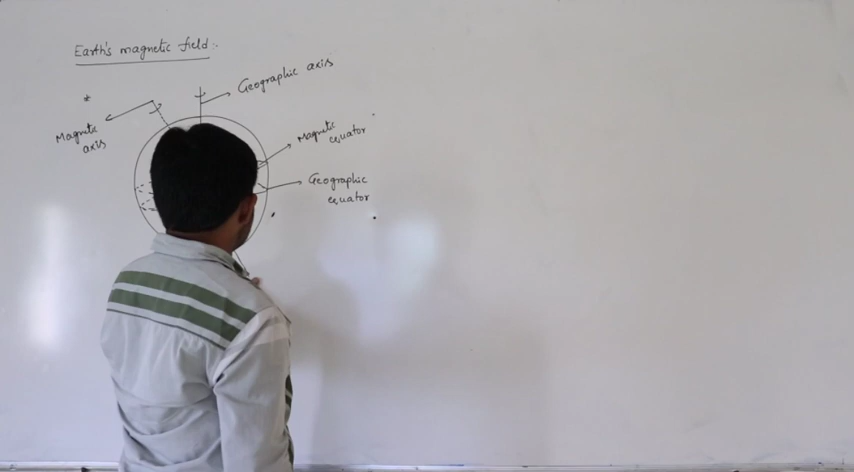 Earth's magnetic field:-
*
Geographic axis
Magnetic
axis
Magnetic
equator
Geographic
equator